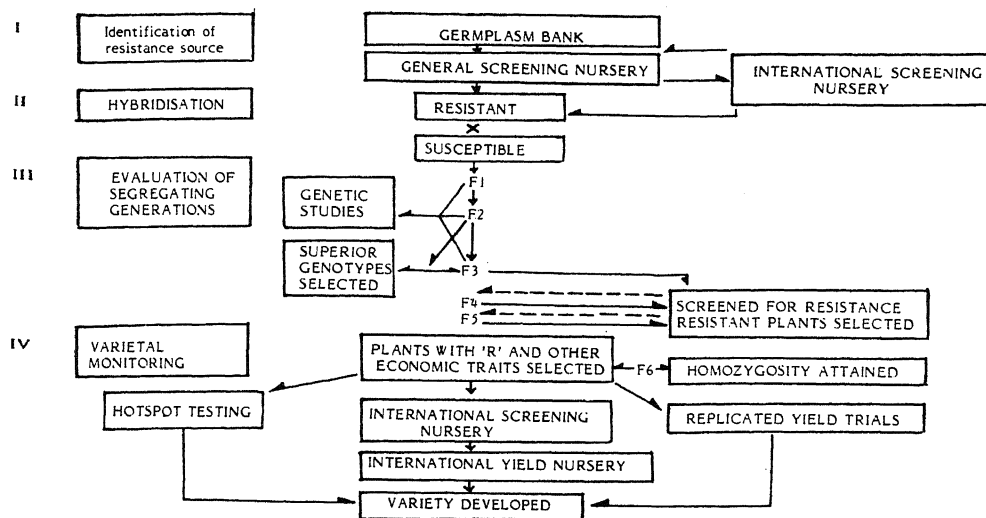 I
Identification of
resistance source
GERMPLASM BANK
GENERAL SCREENING NURSERY
INTERNATIONAL SCREENING
NURSERY
II
HYBRIDISATION
RESISTANT
X
SUSCEPTIBLE
III
EVALUATION OF
SEGREGATING
GENERATIONS
F1
GENETIC
STUDIES
F2
SUPERIOR
GENOTYPES
SELECTED
F3
F4
F5
SCREENED FOR RESISTANCE
RESISTANT PLANTS SELECTED
IV
VARIETAL
MONITORING
PLANTS WITH 'R' AND OTHER
ECONOMIC TRAITS SELECTED
F6
HOMOZYGOSITY ATTAINED
HOTSPOT TESTING
INTERNATIONAL SCREENING
NURSERY
REPLICATED YIELD TRIALS
INTERNATIONAL YIELD NURSERY
VARIETY DEVELOPED